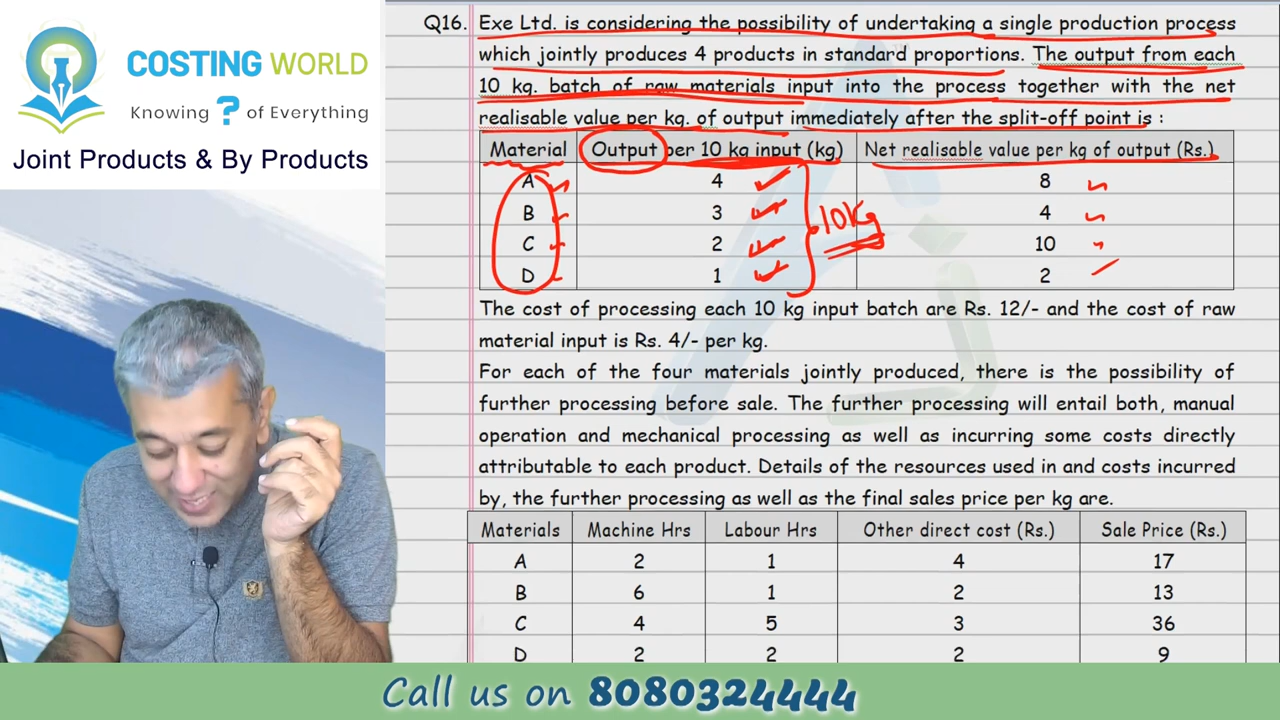 COSTING WORLD
Knowing ? of Everything
Joint Products & By Products
Q16. Exe Ltd. is considering the possibility of undertaking a single production process
which jointly produces 4 products in standard proportions. The output from each
10 kg. batch of raw materials input into the process together with the net
realisable value per kg. of output immediately after the split-off point is :
Material Output per 10 kg input (kg) Net realisable value per kg of output (Rs.)
A 4 8
B 3 4
C 2 10
D 1 2
10Kg
The cost of processing each 10 kg input batch are Rs. 12/- and the cost of raw
material input is Rs. 4/- per kg.
For each of the four materials jointly produced, there is the possibility of
further processing before sale. The further processing will entail both, manual
operation and mechanical processing as well as incurring some costs directly
attributable to each product. Details of the resources used in and costs incurred
by, the further processing as well as the final sales price per kg are.
Materials Machine Hrs Labour Hrs Other direct cost (Rs.) Sale Price (Rs.)
A 2 1 4 17
B 6 1 2 13
C 4 5 3 36
D 2 2 2 9
Call us on 8080324444